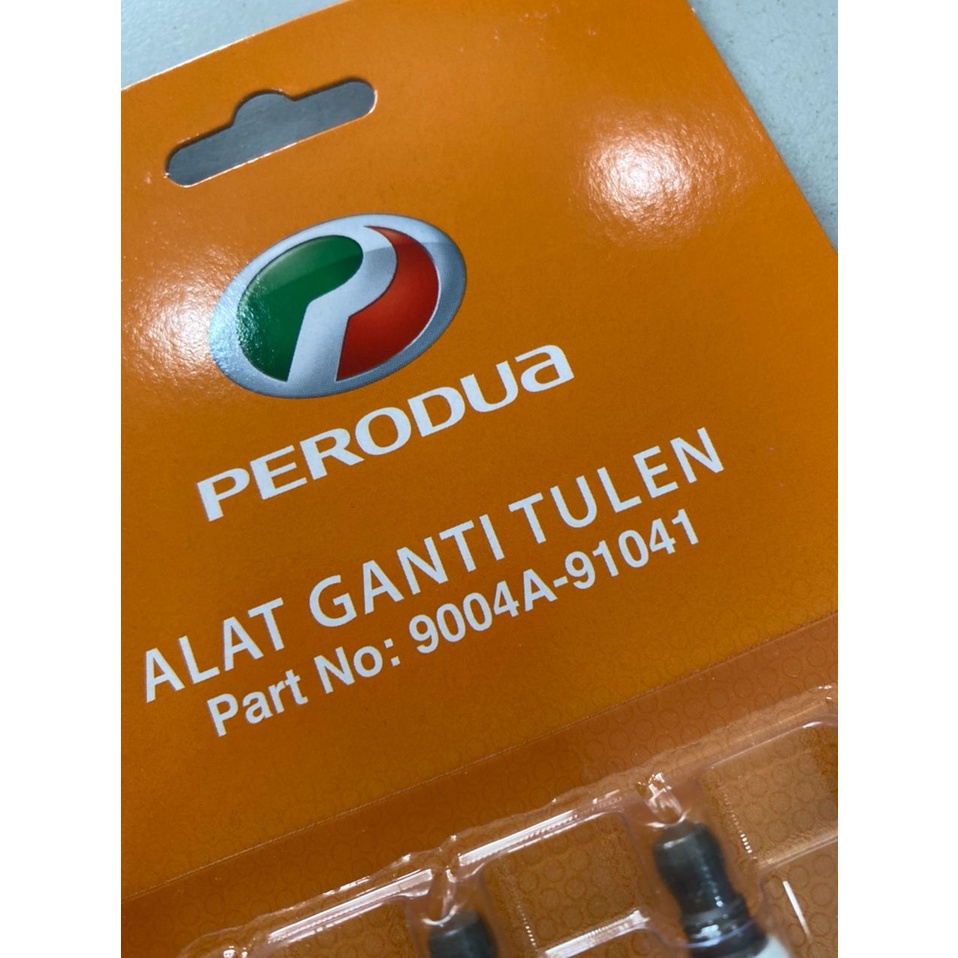 PERODUa
ALAT GANTI TULEN
Part No: 9004A-91041